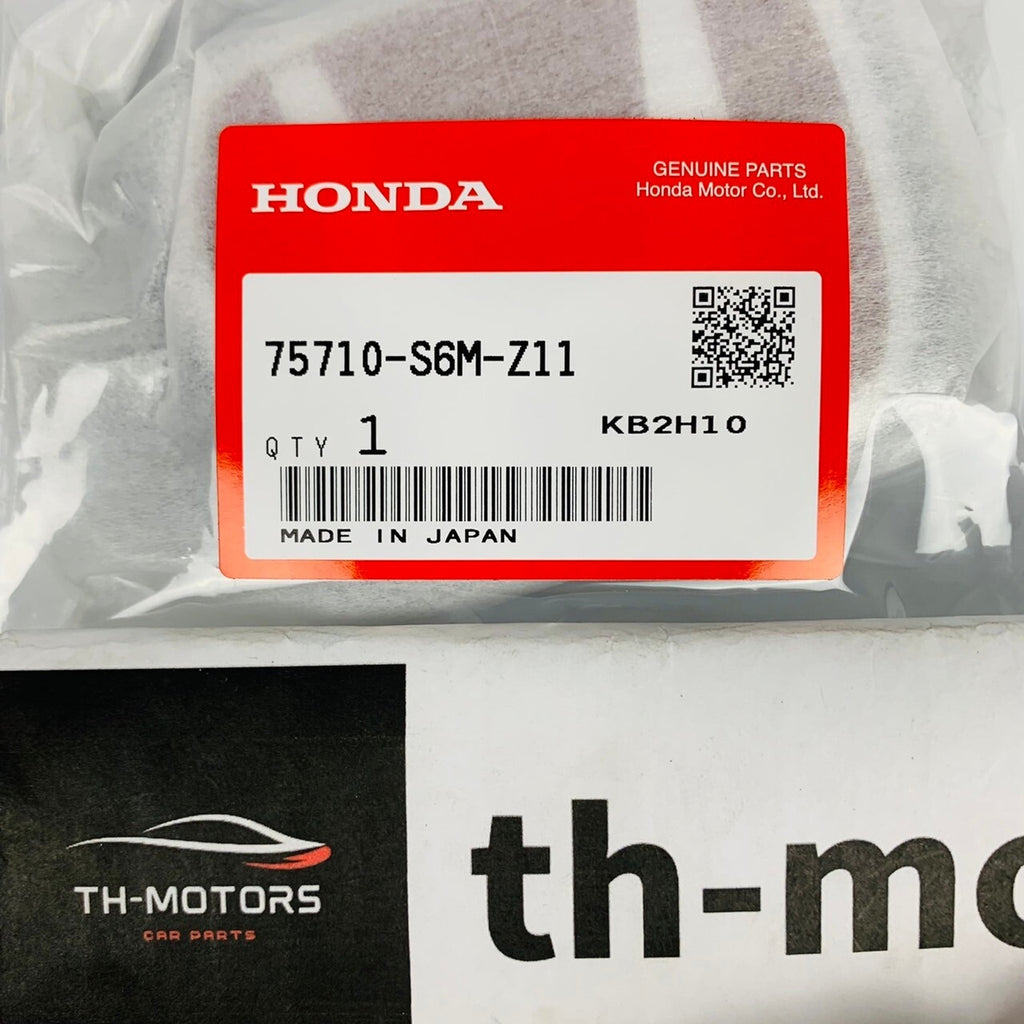 HONDA
GENUINE PARTS
Honda Motor Co., Ltd.
75710-S6M-Z11
QTY 1
KB2H10
MADE IN JAPAN
TH-MOTORS
CAR PARTS
th-mo